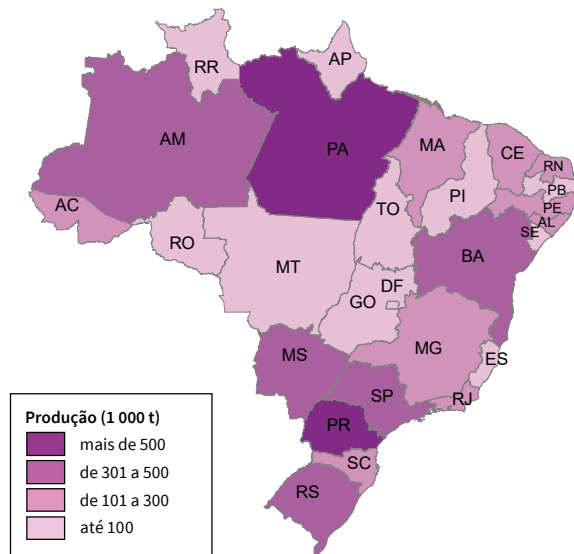 RR
AP
AM
PA
MA
CE
RN
PB
PE
AL
SE
PI
TO
AC
RO
MT
BA
DF
GO
MG
ES
MS
SP
RJ
PR
SC
RS
Produção (1 000 t)
mais de 500
de 301 a 500
de 101 a 300
até 100